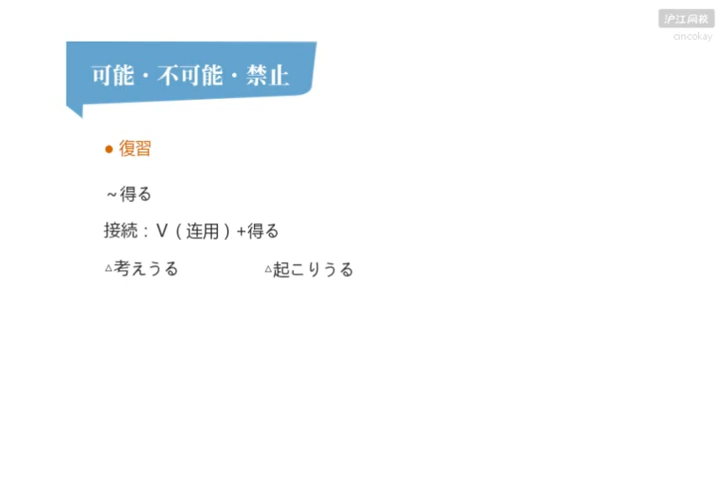 沪江网校
cincokay
可能・不可能・禁止
● 復習
～得る
接続：V（连用）+得る
△考えうる △起こりうる